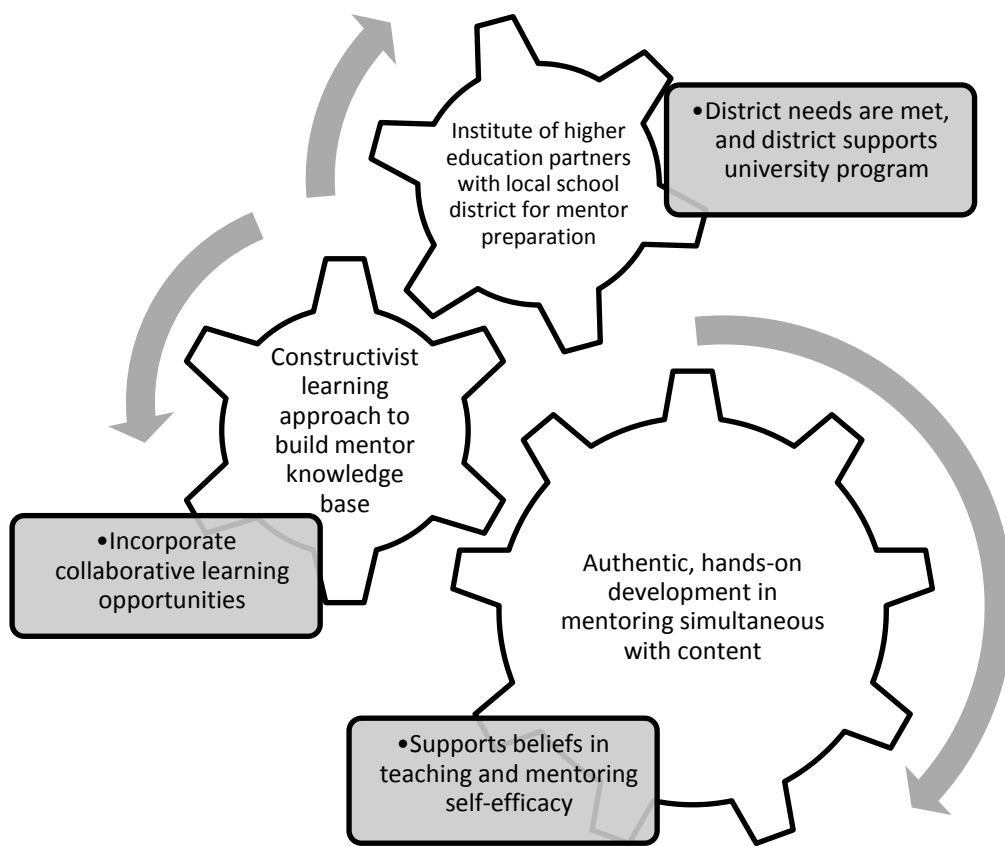 Institute of higher
education partners
with local school
district for mentor
preparation
•District needs are met,
and district supports
university program
Constructivist
learning
approach to
build mentor
knowledge
base
•Incorporate
collaborative learning
opportunities
Authentic, hands-on
development in
mentoring simultaneous
with content
•Supports beliefs in
teaching and mentoring
self-efficacy